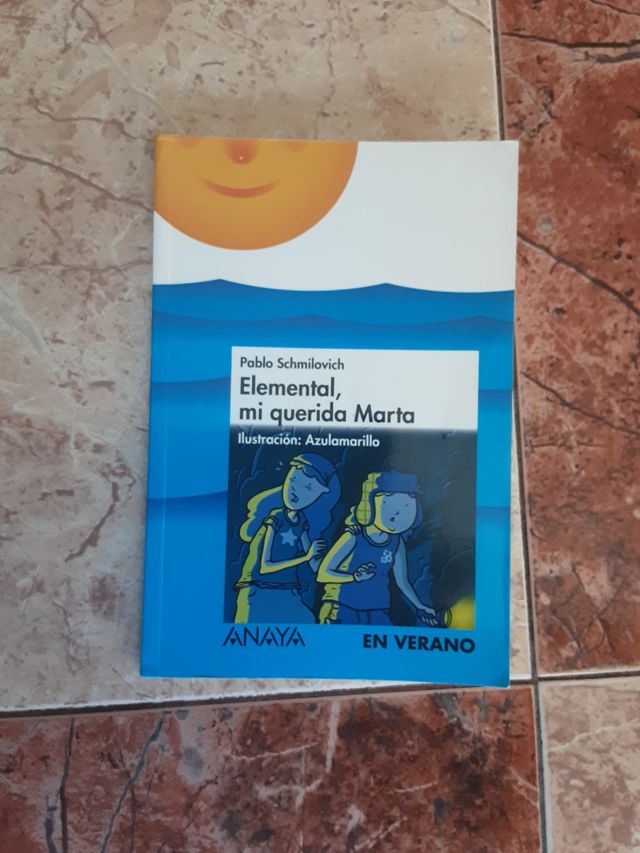 Pablo Schmilovich
Elemental,
mi querida Marta
Ilustración: Azulamarillo
ANAYA
EN VERANO